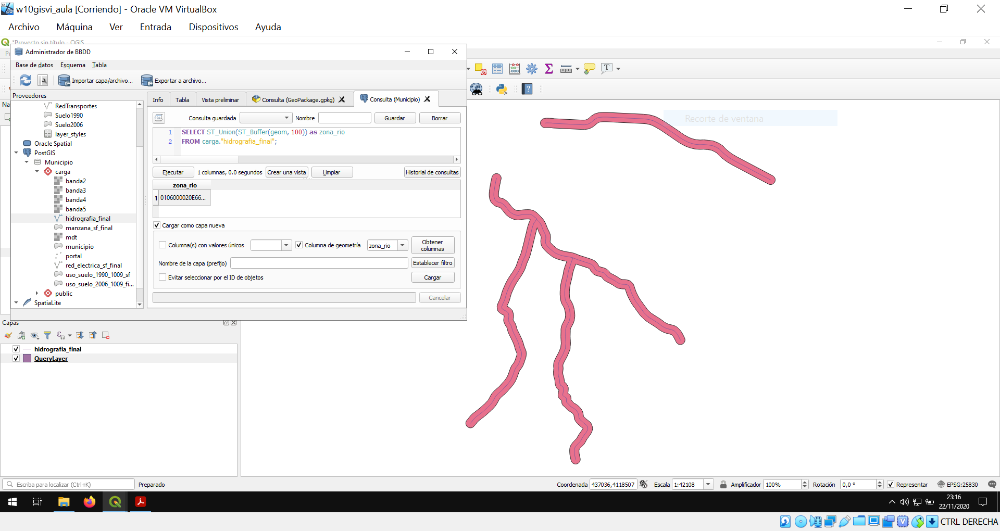 w10gisvi_aula [Corriendo] - Oracle VM VirtualBox
Archivo Máquina Ver Entrada Dispositivos Ayuda
*Proyecto sin título - QGIS
Administrador de BBDD
Base de datos Esquema Tabla
Importar capa/archivo... Exportar a archivo...
Proveedores
Info Tabla Vista preliminar Consulta (GeoPackage.gpkg) Consulta (Municipio)
RedTransportes
Suelo1990
Suelo2006
layer_styles
Oracle Spatial
PostGIS
Municipio
carga
banda2
banda3
banda4
banda5
hidrografia_final
manzana_sf_final
mdt
municipio
portal
red_electrica_sf_final
uso_suelo_1990_1009_sf
uso_suelo_2006_1009_fi...
public
SpatiaLite
SQL Consulta guardada Nombre Guardar Borrar
1 SELECT ST_Union(ST_Buffer(geom, 100)) as zona_rio
2 FROM carga."hidrografia_final";
Ejecutar 1 columnas, 0.0 segundos Crear una vista Limpiar Historial de consultas
zona_rio
1 0106000020E66...
Cargar como capa nueva
Columna(s) con valores únicos Columna de geometría zona_rio Obtener columnas
Nombre de la capa (prefijo) Establecer filtro
Evitar seleccionar por el ID de objetos Cargar
Cancelar
Recorte de ventana
Capas
hidrografia_final
QueryLayer
Escriba para localizar (Ctrl+K) Preparado Coordenada 437036,4118507 Escala 1:42108 Amplificador 100% Rotación 0,0 ° Representar EPSG:25830
23:16
22/11/2020
CTRL DERECHA